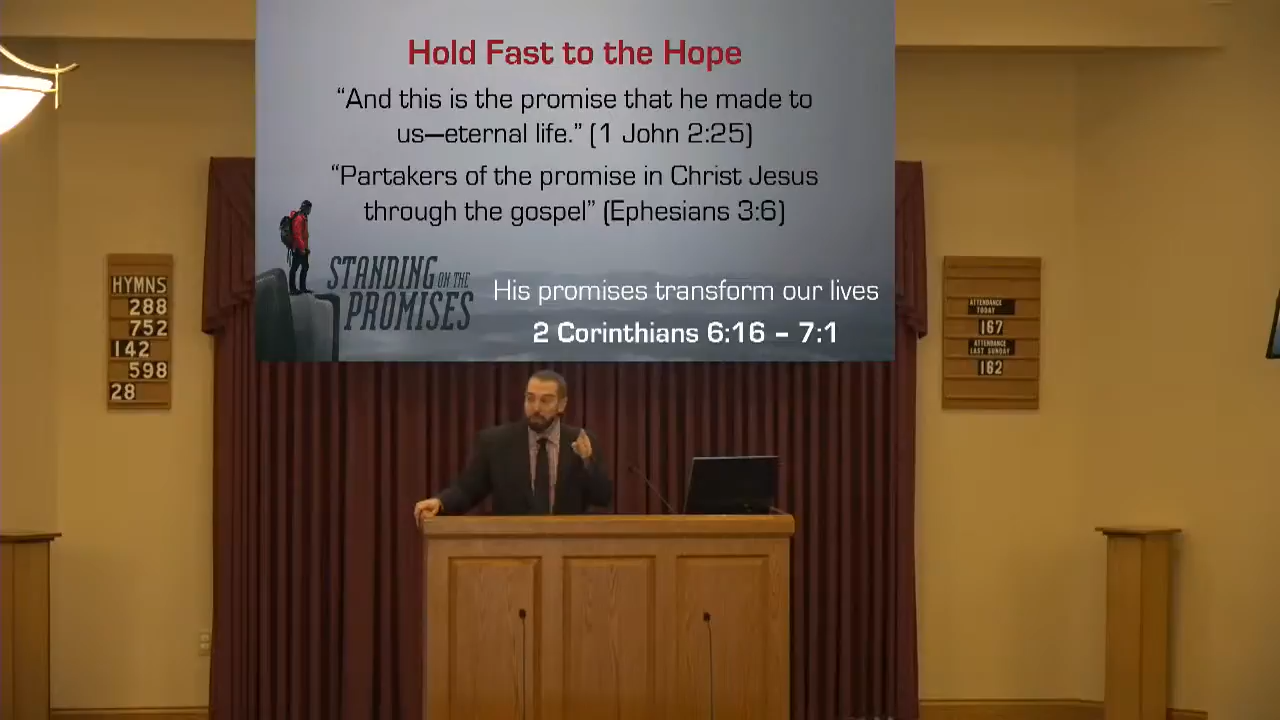 Hold Fast to the Hope
“And this is the promise that he made to
us—eternal life.” (1 John 2:25)
“Partakers of the promise in Christ Jesus
through the gospel” (Ephesians 3:6)
STANDING ON THE
PROMISES
His promises transform our lives
2 Corinthians 6:16 – 7:1
HYMNS
288
752
142
598
28
ATTENDANCE
TODAY
167
ATTENDANCE
LAST SUNDAY
162